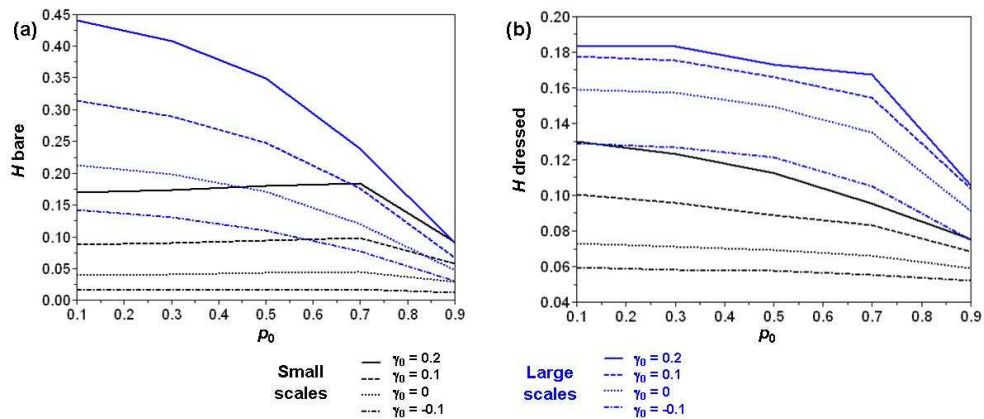 (a)
H bare
0.45
0.40
0.35
0.30
0.25
0.20
0.15
0.10
0.05
0.00
0.1 0.2 0.3 0.4 0.5 0.6 0.7 0.8 0.9
p0
(b)
H dressed
0.20
0.18
0.16
0.14
0.12
0.10
0.08
0.06
0.04
0.1 0.2 0.3 0.4 0.5 0.6 0.7 0.8 0.9
p0
Small
scales
γ0 = 0.2
γ0 = 0.1
γ0 = 0
γ0 = -0.1
Large
scales
γ0 = 0.2
γ0 = 0.1
γ0 = 0
γ0 = -0.1